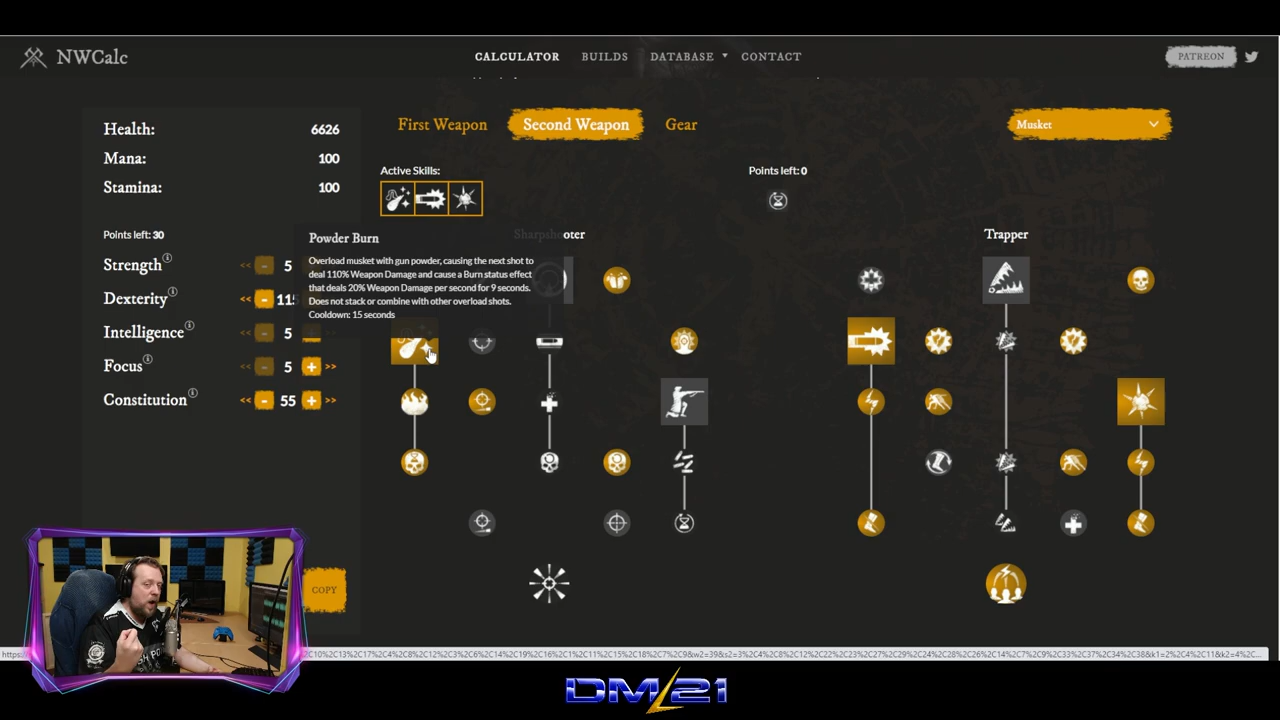 NWCalc
CALCULATOR
BUILDS
DATABASE
CONTACT
PATREON
Health: 6626
Mana: 100
Stamina: 100
First Weapon
Second Weapon
Gear
Musket
Active Skills:
Points left: 0
Points left: 30
Strength 5
Dexterity 115
Intelligence 5
Focus 5
Constitution 55
Powder Burn
Overload musket with gun powder, causing the next shot to
deal 110% Weapon Damage and cause a Burn status effect
that deals 20% Weapon Damage per second for 9 seconds.
Does not stack or combine with other overload shots.
Cooldown: 15 seconds
Sharpshooter
Trapper
COPY
DM21